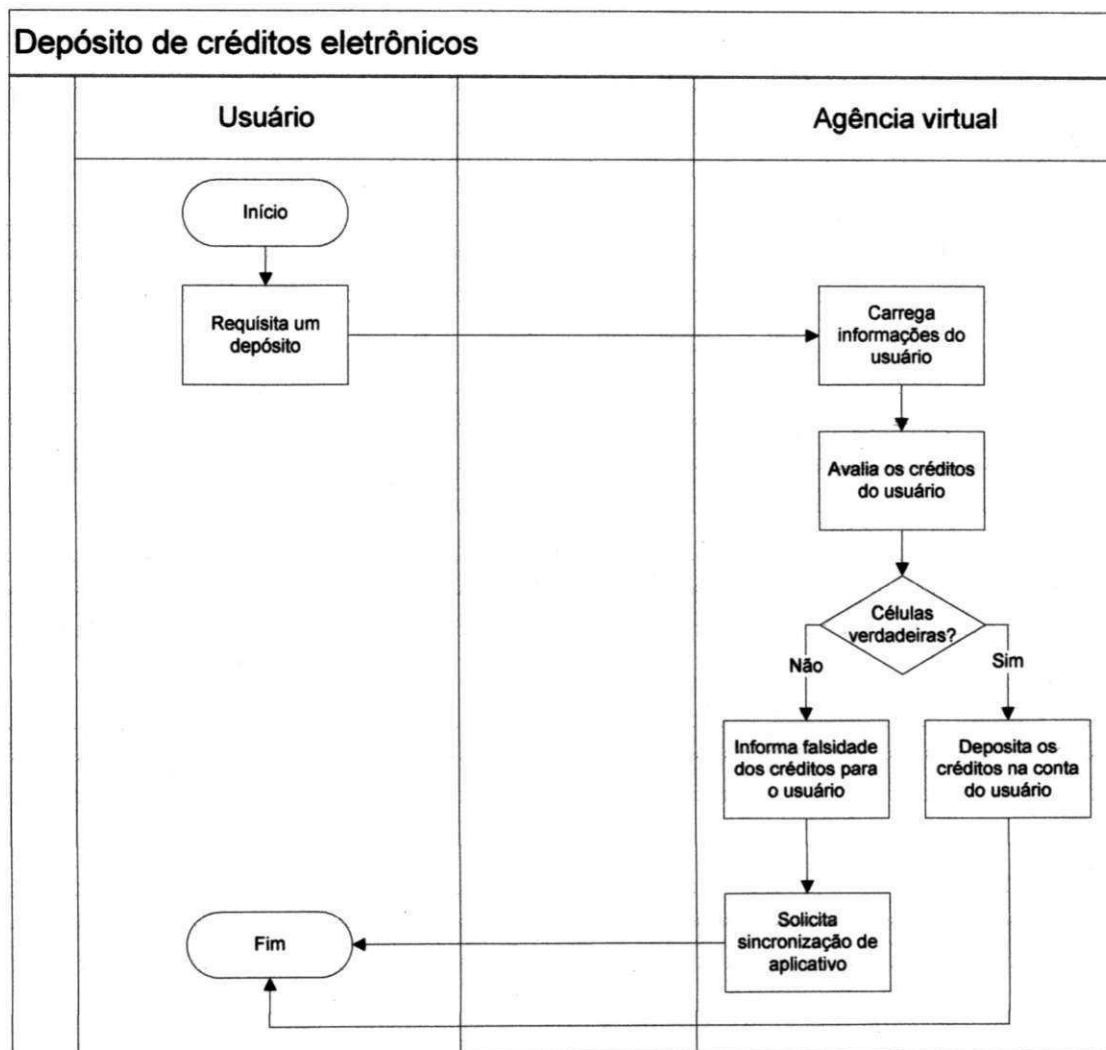 Depósito de créditos eletrônicos
Usuário
Agência virtual
Início
Requisita um
depósito
Carrega
informações do
usuário
Avalia os créditos
do usuário
Células
verdadeiras?
Não
Sim
Informa falsidade
dos créditos para
o usuário
Deposita os
créditos na conta
do usuário
Solicita
sincronização de
aplicativo
Fim